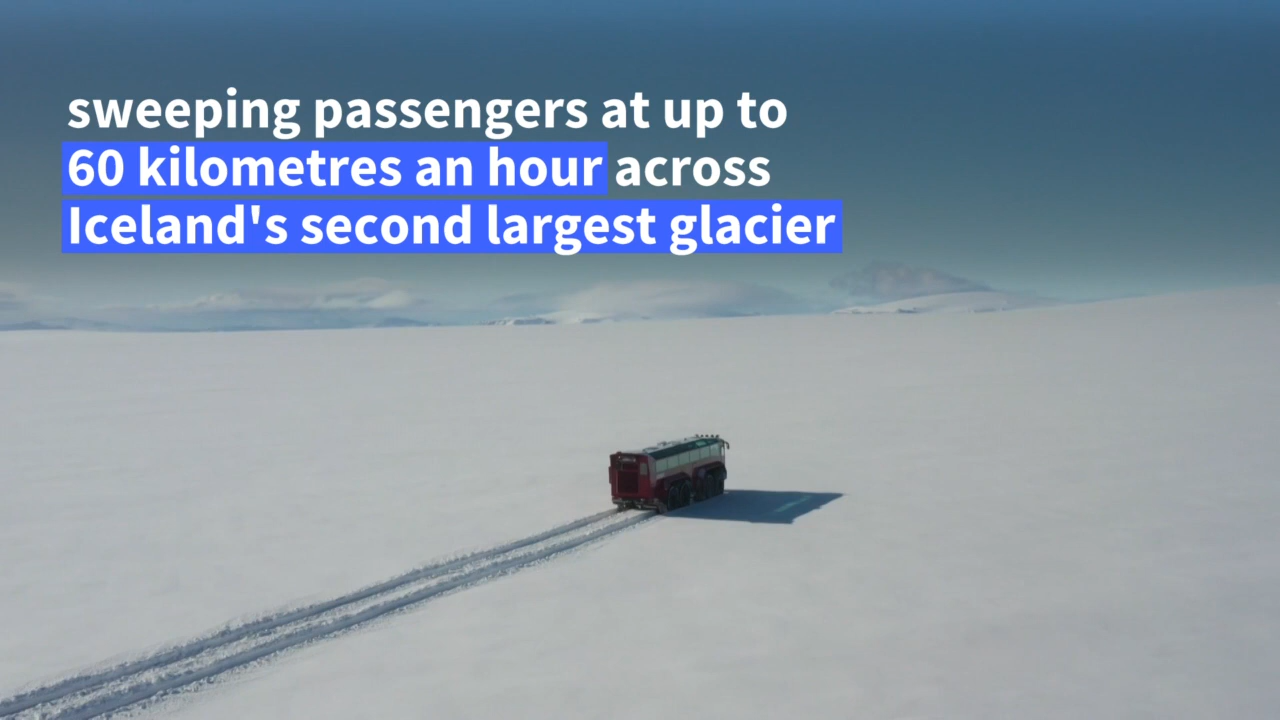 sweeping passengers at up to
60 kilometres an hour across
Iceland's second largest glacier